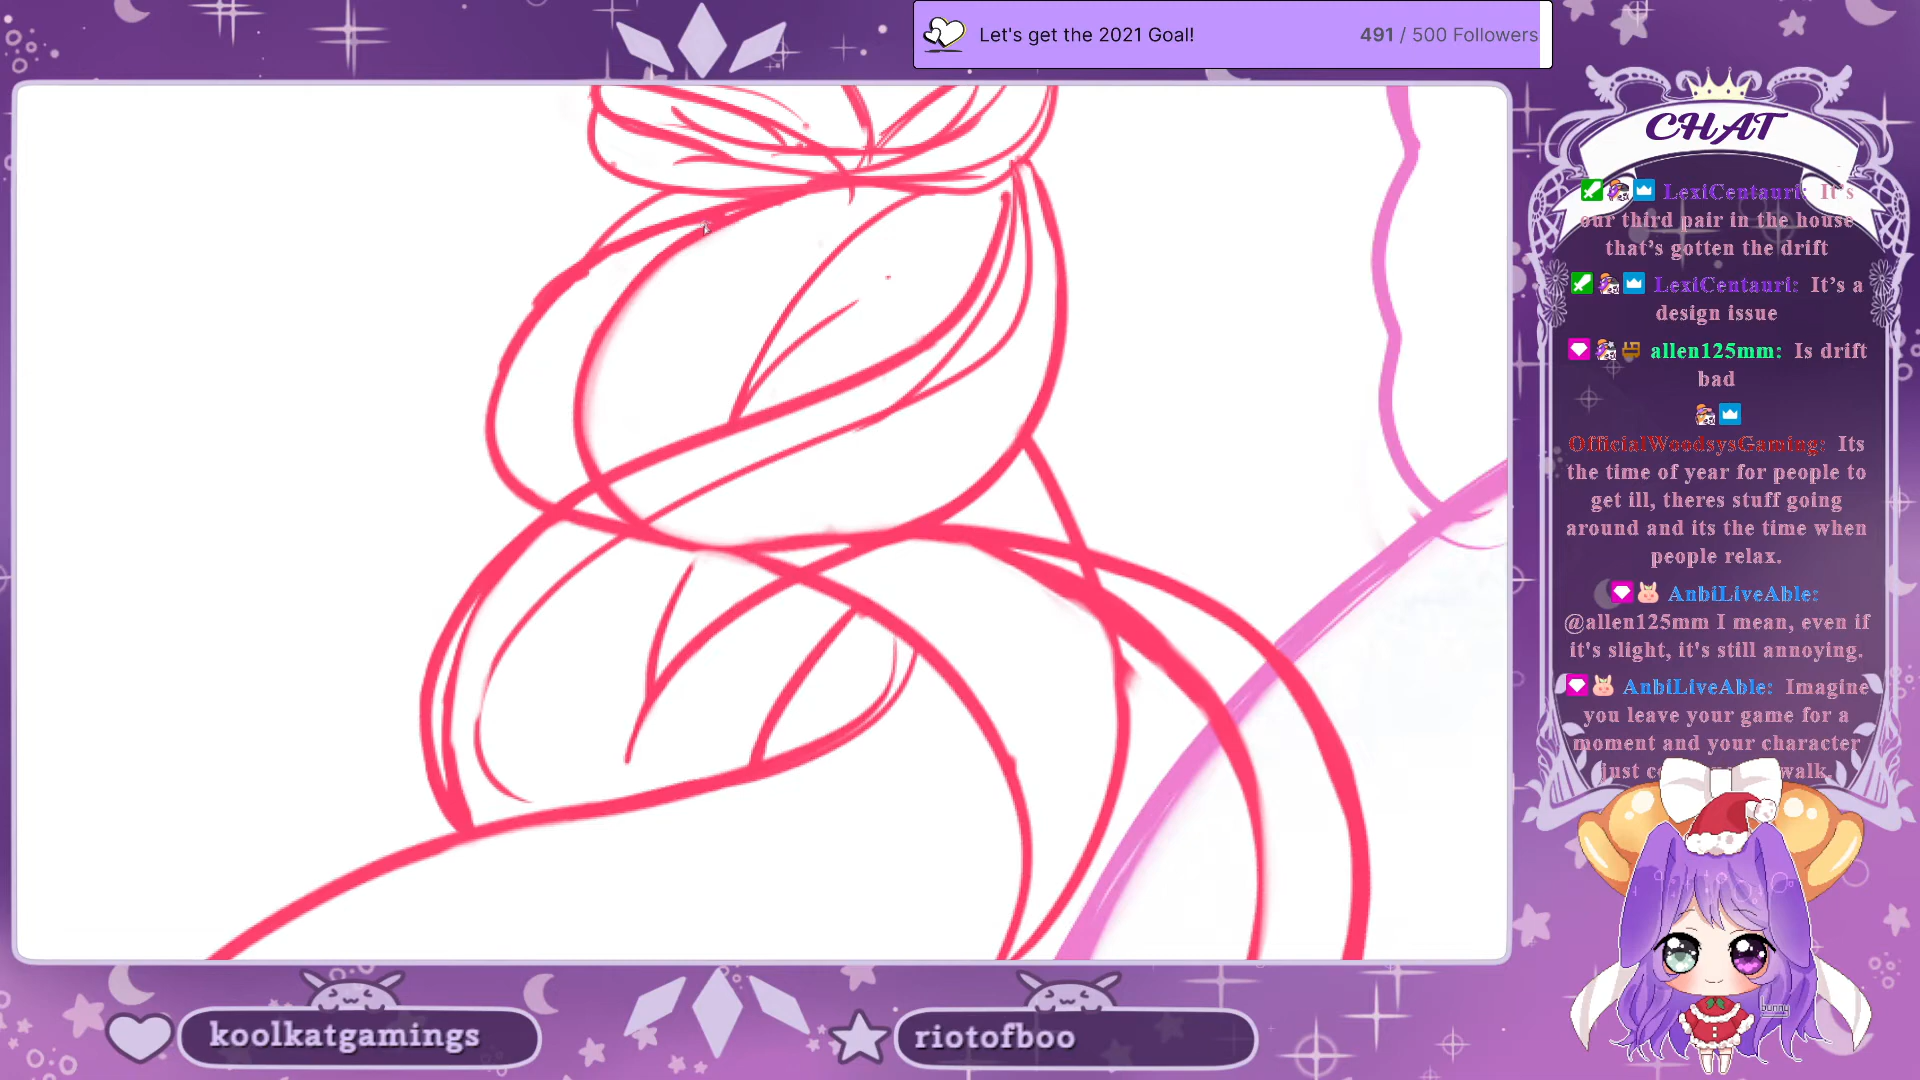 Let's get the 2021 Goal!
491 / 500 Followers
CHAT
LexiCentauri: It's
our third pair in the house
that's gotten the drift
LexiCentauri: It's a
design issue
allen125mm: Is drift
bad
OfficialWoodsysGaming: Its
the time of year for people to
get ill, theres stuff going
around and its the time when
people relax.
AnbiLiveAble:
@allen125mm I mean, even if
it's slight, it's still annoying.
AnbiLiveAble: Imagine
you leave your game for a
moment and your character
just walk.
koolkatgamings
riotofboo